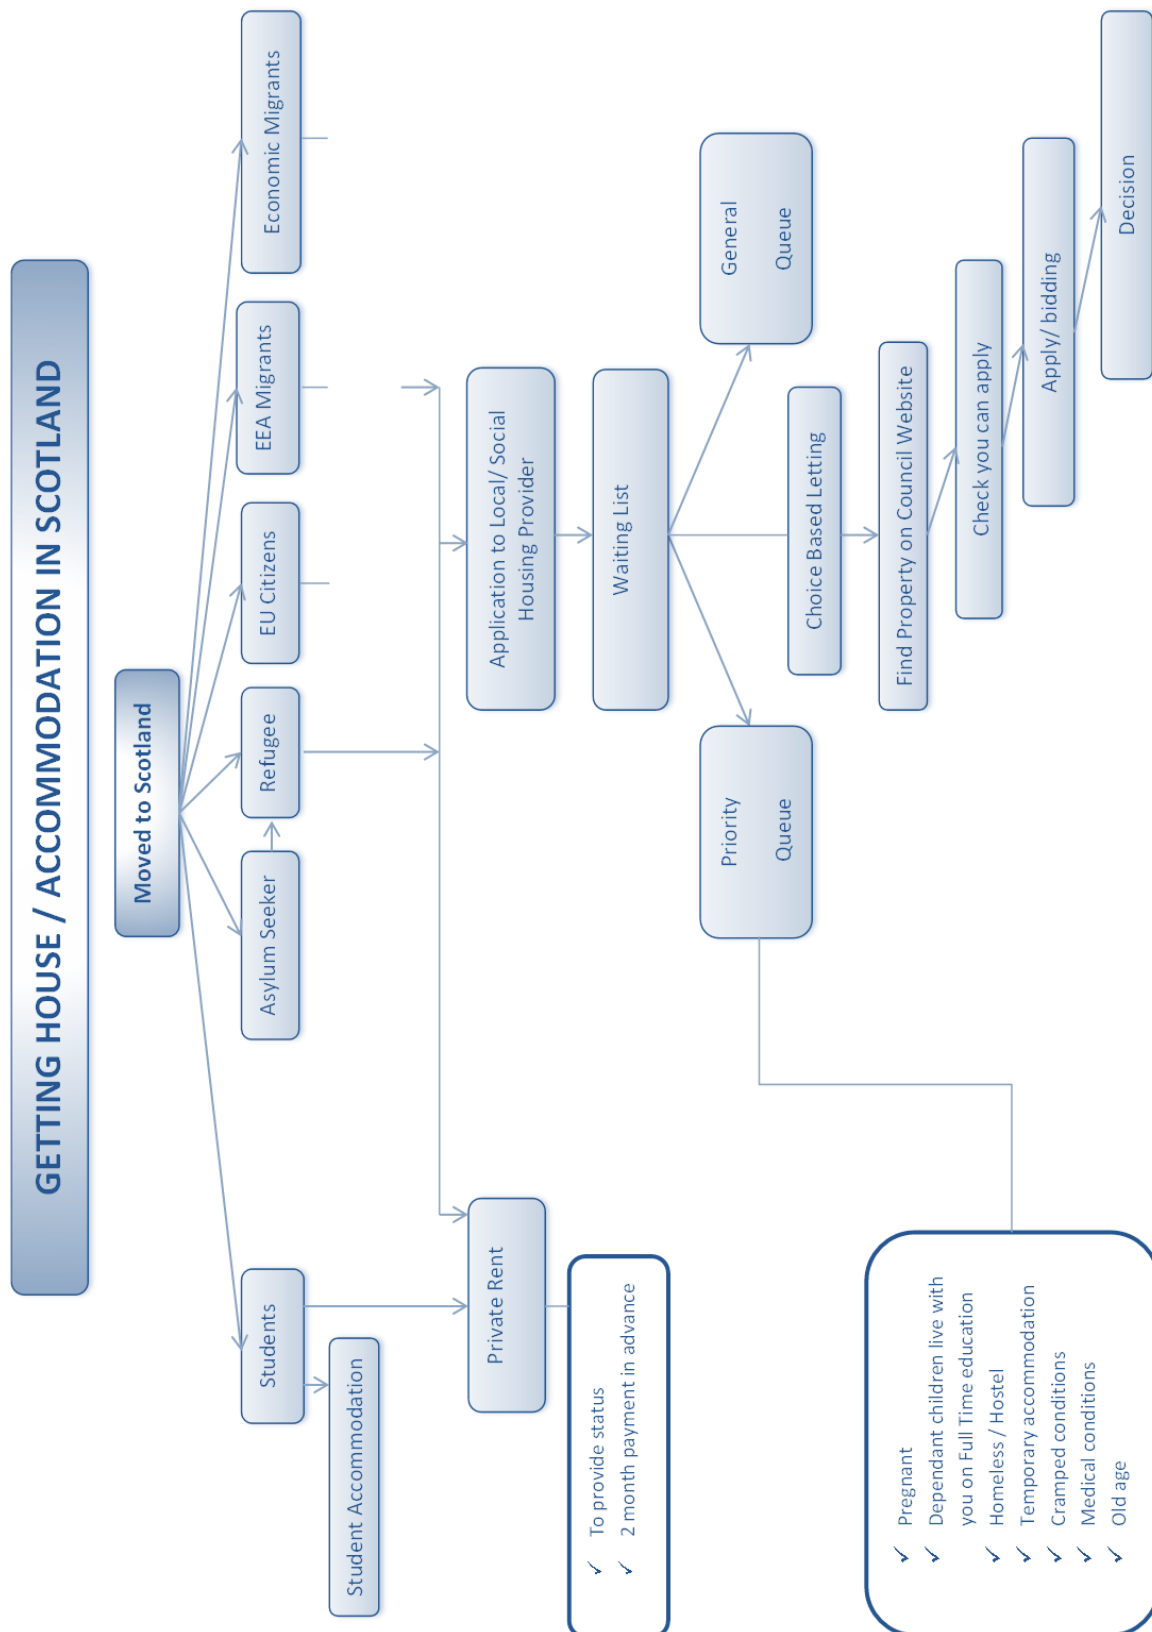 GETTING HOUSE / ACCOMMODATION IN SCOTLAND
Moved to Scotland
Students
Asylum Seeker
Refugee
EU Citizens
EEA Migrants
Economic Migrants
Student Accommodation
Private Rent
Application to Local/ Social
Housing Provider
✓ To provide status
✓ 2 month payment in advance
Waiting List
Priority
Queue
General
Queue
Choice Based Letting
Find Property on Council Website
Check you can apply
Apply/ bidding
Decision
✓ Pregnant
✓ Dependant children live with
you on Full Time education
✓ Homeless / Hostel
✓ Temporary accommodation
✓ Cramped conditions
✓ Medical conditions
✓ Old age